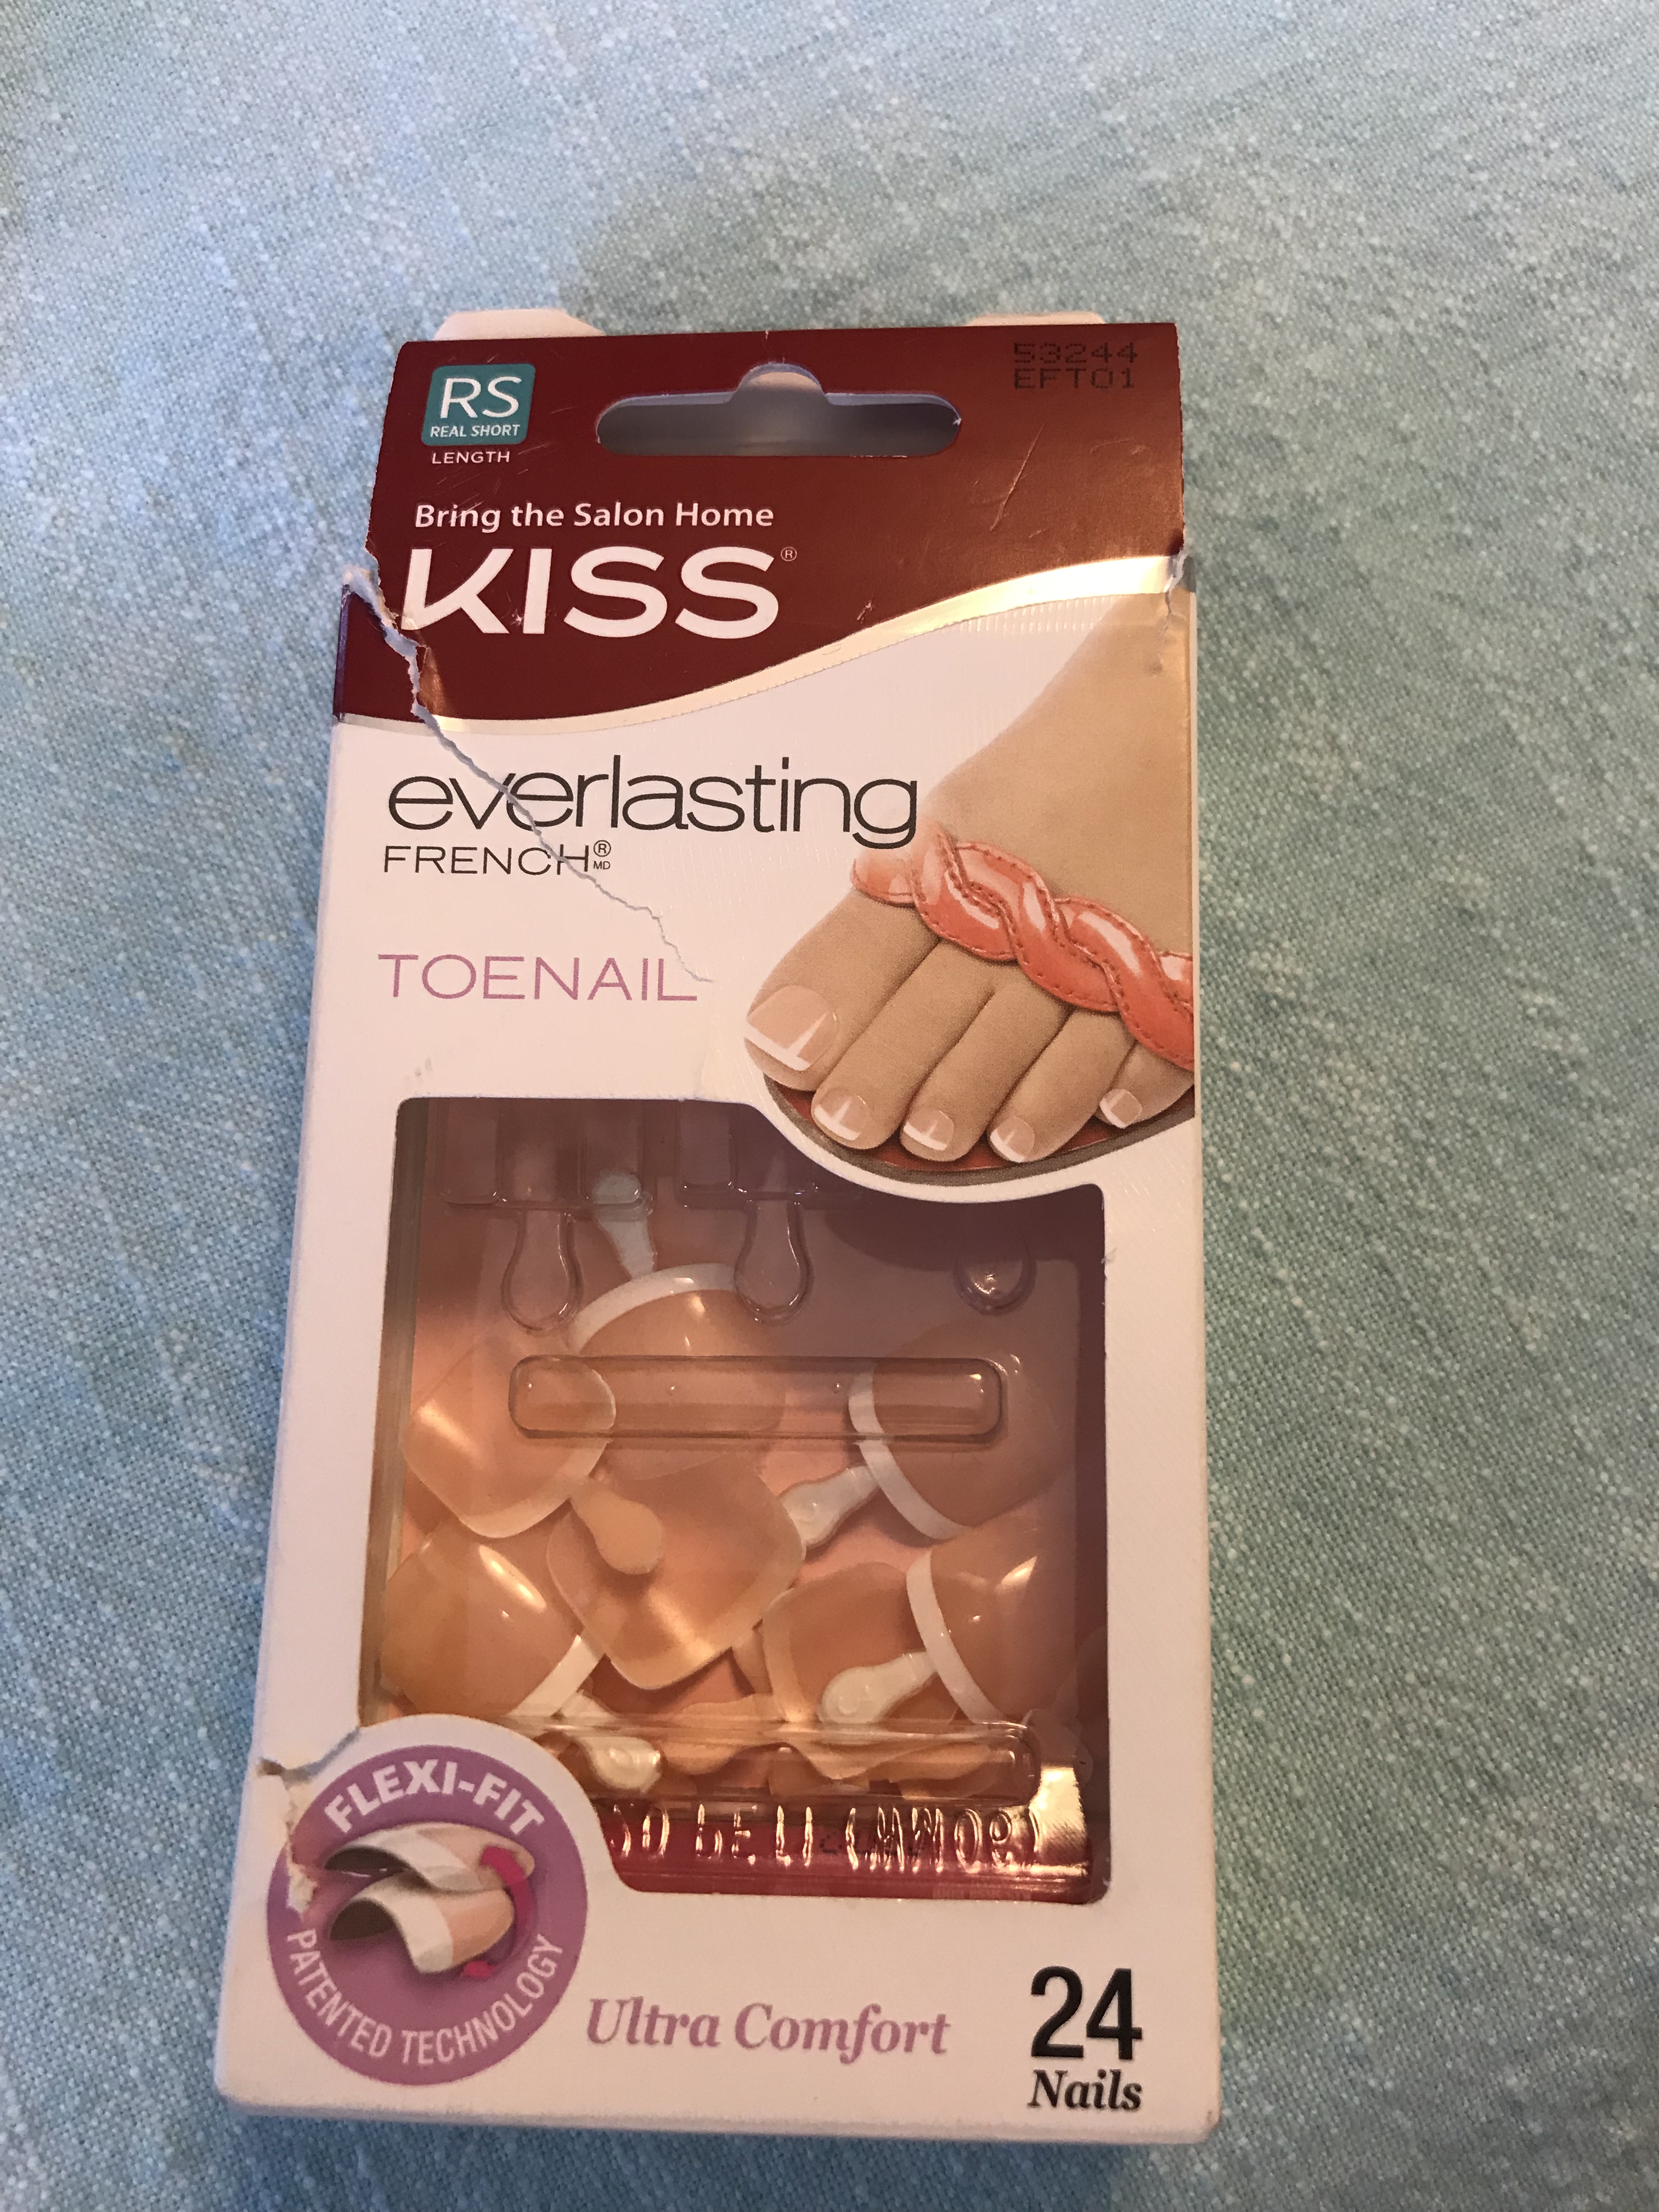 53244
EFT01
RS
REAL SHORT
LENGTH
Bring the Salon Home
KISS®
everlasting
FRENCH® MD
TOENAIL
FLEXI-FIT
PATENTED TECHNOLOGY
Ultra Comfort
24
Nails